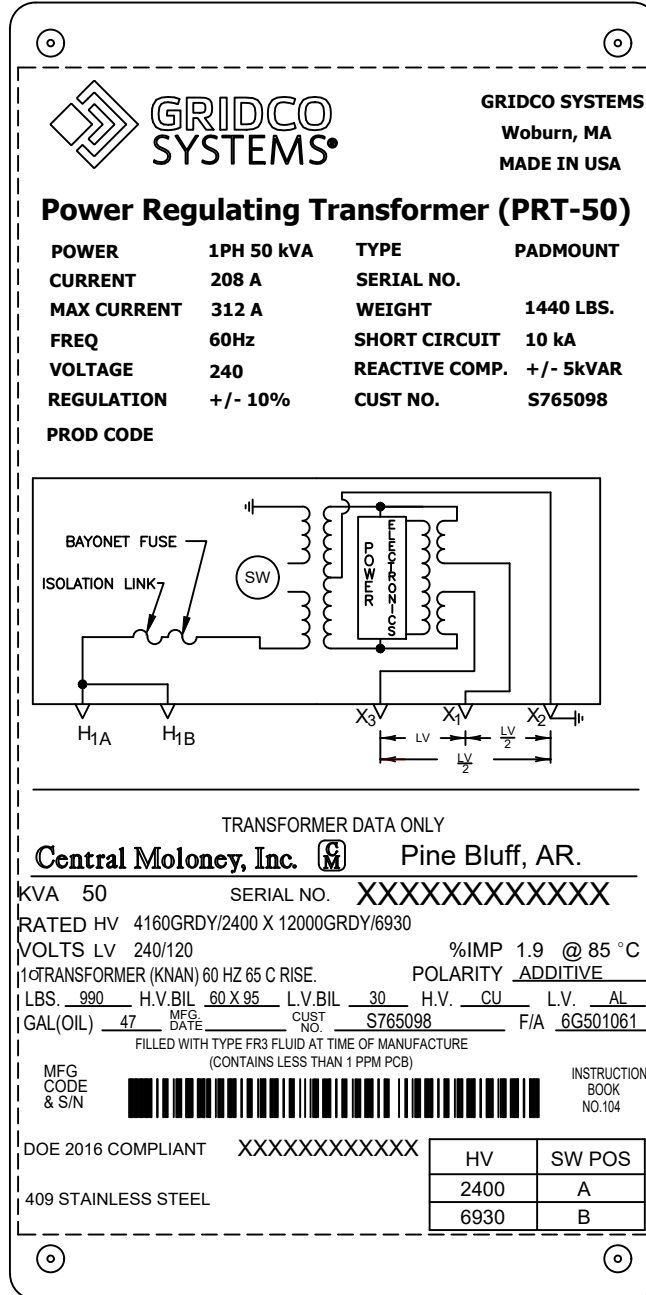 GRIDCO
SYSTEMS®
GRIDCO SYSTEMS
Woburn, MA
MADE IN USA
Power Regulating Transformer (PRT-50)
POWER 1PH 50 kVA TYPE PADMOUNT
CURRENT 208 A SERIAL NO.
MAX CURRENT 312 A WEIGHT 1440 LBS.
FREQ 60Hz SHORT CIRCUIT 10 kA
VOLTAGE 240 REACTIVE COMP. +/- 5kVAR
REGULATION +/- 10% CUST NO. S765098
PROD CODE
BAYONET FUSE
ISOLATION LINK
SW
POWER
ELECTRONICS
H1A H1B X3 X1 X2
LV LV/2
LV/2
TRANSFORMER DATA ONLY
Central Moloney, Inc. CM Pine Bluff, AR.
KVA 50 SERIAL NO. XXXXXXXXXXXX
RATED HV 4160GRDY/2400 X 12000GRDY/6930
VOLTS LV 240/120 %IMP 1.9 @ 85 °C
1∅TRANSFORMER (KNAN) 60 HZ 65 C RISE. POLARITY ADDITIVE
LBS. 990 H.V.BIL 60 X 95 L.V.BIL 30 H.V. CU L.V. AL
GAL(OIL) 47 MFG. DATE CUST NO. S765098 F/A 6G501061
FILLED WITH TYPE FR3 FLUID AT TIME OF MANUFACTURE
(CONTAINS LESS THAN 1 PPM PCB)
MFG
CODE
& S/N
INSTRUCTION
BOOK
NO.104
DOE 2016 COMPLIANT XXXXXXXXXXXX
409 STAINLESS STEEL
HV SW POS
2400 A
6930 B